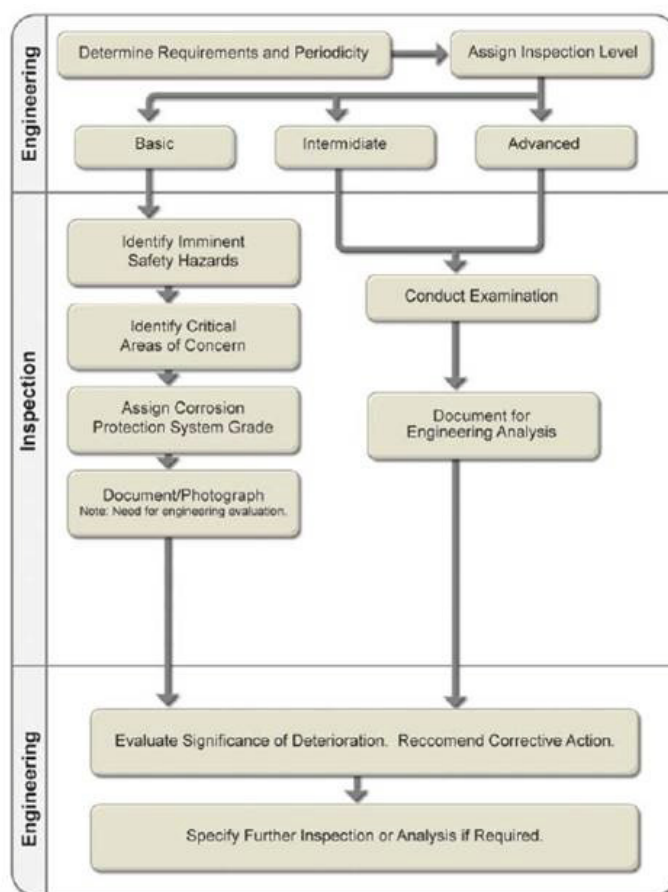 Engineering
Determine Requirements and Periodicity
Assign Inspection Level
Basic
Intermidiate
Advanced
Inspection
Identify Imminent
Safety Hazards
Identify Critical
Areas of Concern
Assign Corrosion
Protection System Grade
Document/Photograph
Note: Need for engineering evaluation.
Conduct Examination
Document for
Engineering Analysis
Engineering
Evaluate Significance of Deterioration. Reccomend Corrective Action.
Specify Further Inspection or Analysis if Required.